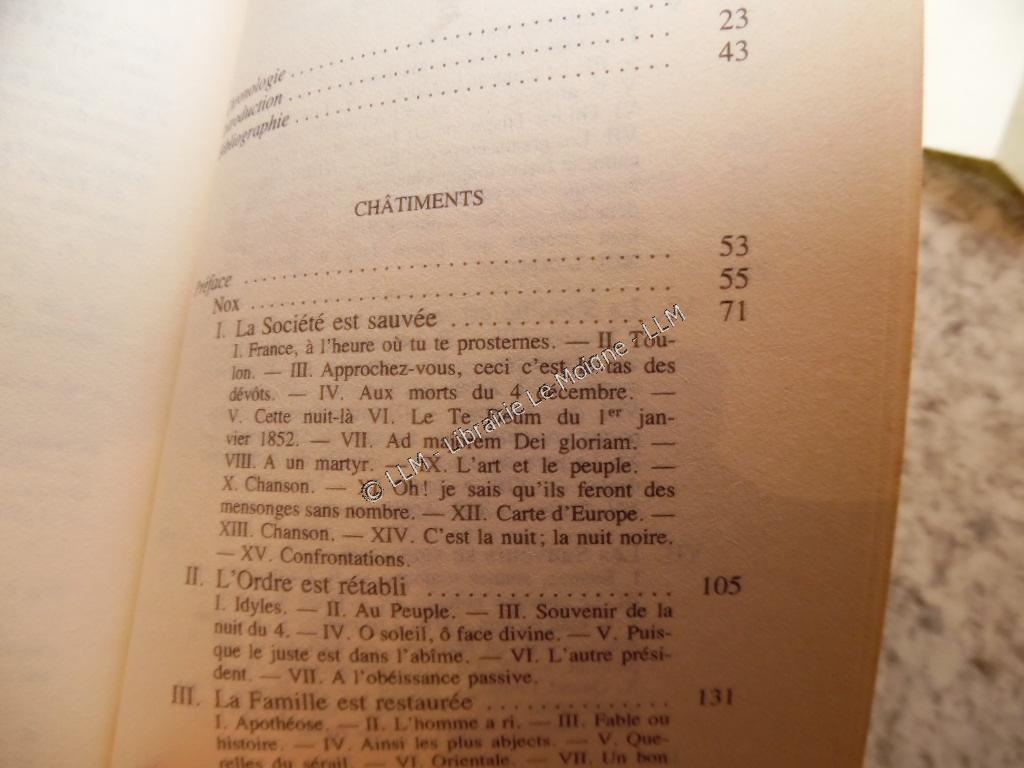 23
Chronologie ..........
43
Introduction ..........
Bibliographie ..........
CHÂTIMENTS
Préface .......... 53
Nox .......... 55
I. La Société est sauvée .......... 71
I. France, à l'heure où tu te prosternes. — II. Tou-
lon. — III. Approchez-vous, ceci c'est le tas des
dévôts. — IV. Aux morts du 4 décembre. —
V. Cette nuit-là VI. Le Te Deum du 1er jan-
vier 1852. — VII. Ad majorem Dei gloriam. —
VIII. A un martyr. — IX. L'art et le peuple. —
X. Chanson. — XI. Oh! je sais qu'ils feront des
mensonges sans nombre. — XII. Carte d'Europe. —
XIII. Chanson. — XIV. C'est la nuit; la nuit noire.
— XV. Confrontations.
II. L'Ordre est rétabli .......... 105
I. Idyles. — II. Au Peuple. — III. Souvenir de la
nuit du 4. — IV. O soleil, ô face divine. — V. Puis-
que le juste est dans l'abîme. — VI. L'autre prési-
dent. — VII. A l'obéissance passive.
III. La Famille est restaurée .......... 131
I. Apothéose. — II. L'homme a ri. — III. Fable ou
histoire. — IV. Ainsi les plus abjects. — V. Que-
relles du sérail. — VI. Orientale. — VII. Un bon
© LLM - Librairie Le Moigne - LLM